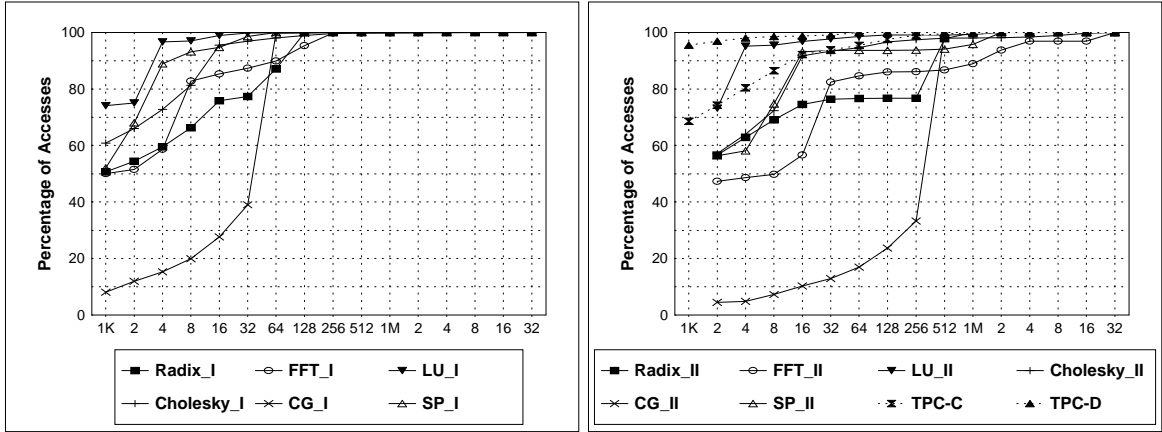 Percentage of Accesses
100
80
60
40
20
0
1K 2 4 8 16 32 64 128 256 512 1M 2 4 8 16 32
Radix_I FFT_I LU_I
Cholesky_I CG_I SP_I
Percentage of Accesses
100
80
60
40
20
0
1K 2 4 8 16 32 64 128 256 512 1M 2 4 8 16 32
Radix_II FFT_II LU_II Cholesky_II
CG_II SP_II TPC-C TPC-D